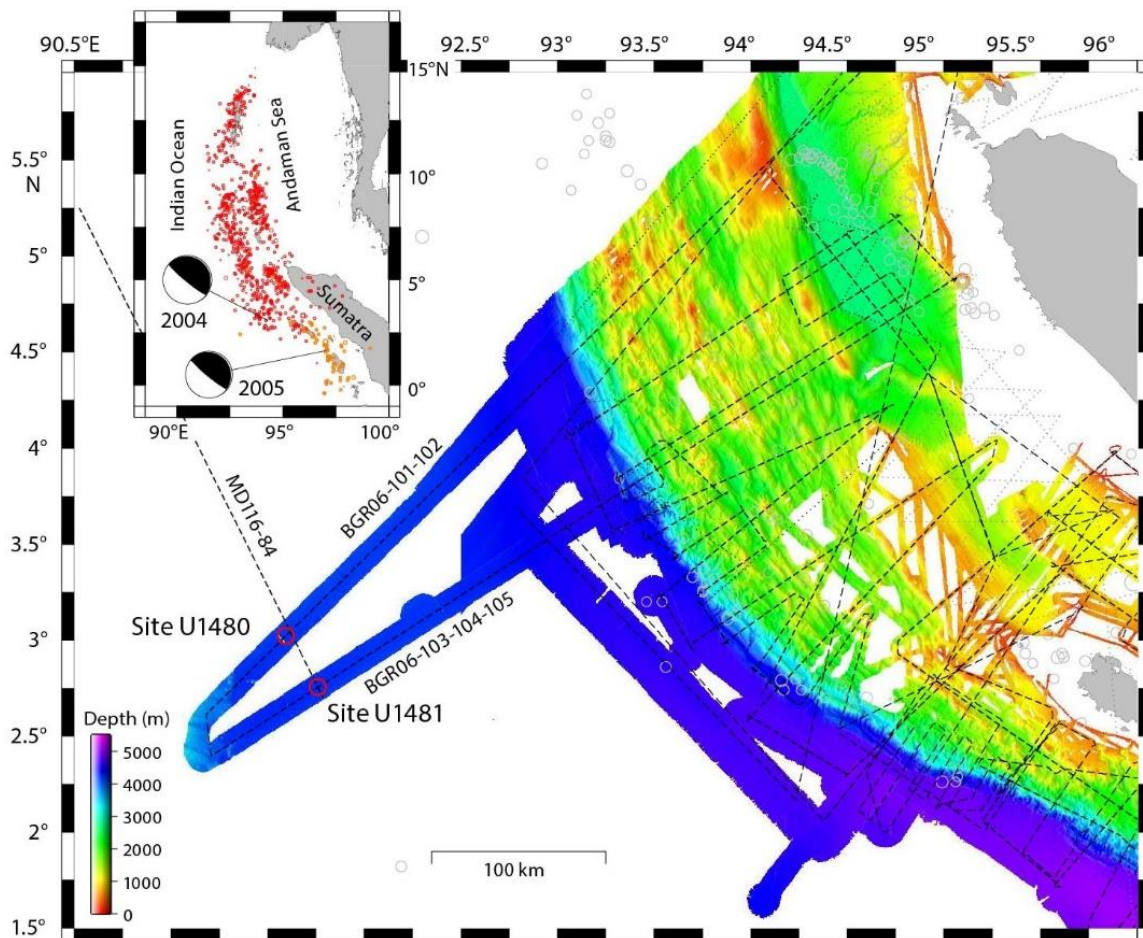 90.5°E
92.5°
93°
93.5°
94°
94.5°
95°
95.5°
96°
15°N
10°
5°
0°
90°E
95°
100°
Indian Ocean
Andaman Sea
Sumatra
2004
2005
5.5°
N
5°
4.5°
4°
3.5°
3°
2.5°
2°
1.5°
MD116-84
BGR06-101-102
BGR06-103-104-105
Site U1480
Site U1481
Depth (m)
5000
4000
3000
2000
1000
0
100 km